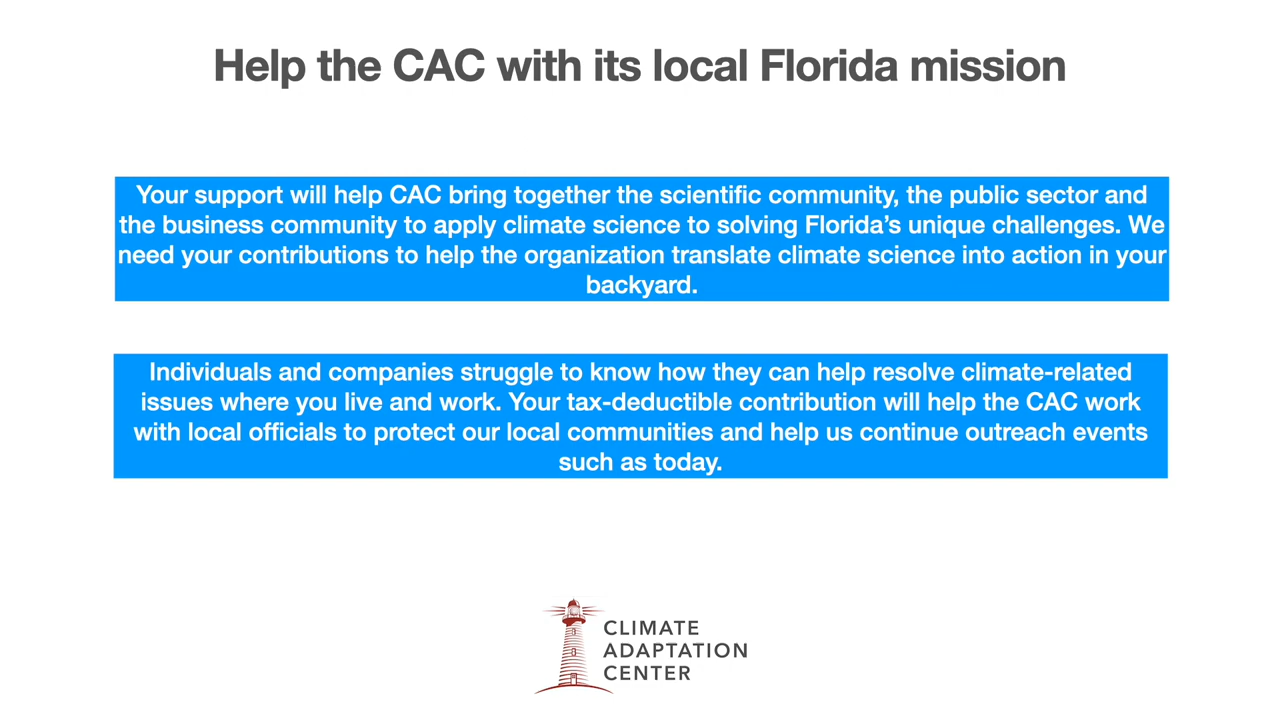 Help the CAC with its local Florida mission
Your support will help CAC bring together the scientific community, the public sector and
the business community to apply climate science to solving Florida’s unique challenges. We
need your contributions to help the organization translate climate science into action in your
backyard.
Individuals and companies struggle to know how they can help resolve climate-related
issues where you live and work. Your tax-deductible contribution will help the CAC work
with local officials to protect our local communities and help us continue outreach events
such as today.
CLIMATE
ADAPTATION
CENTER